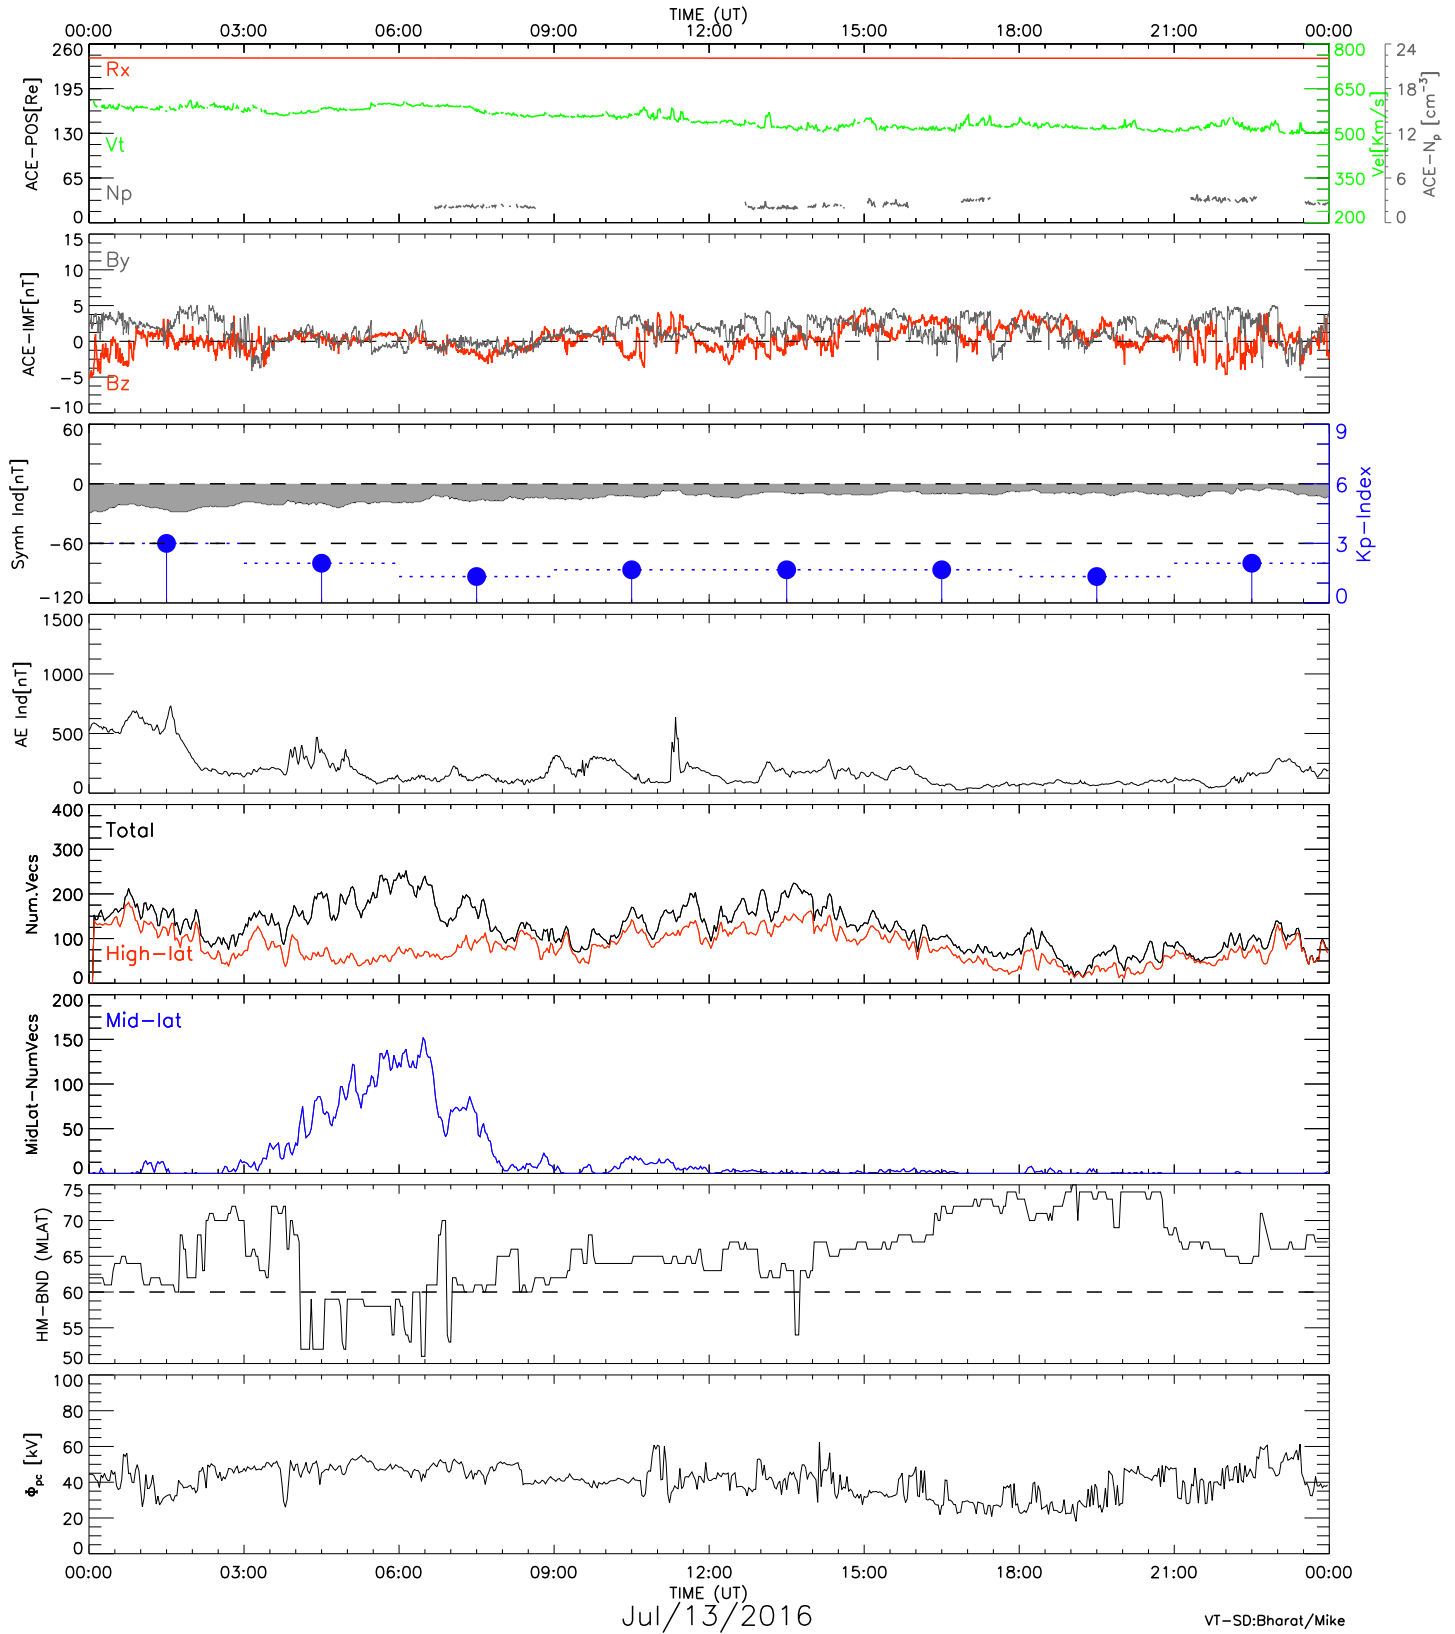 TIME (UT)
00:00 03:00 06:00 09:00 12:00 15:00 18:00 21:00 00:00
ACE-POS[Re]
260
195
130
65
0
Rx
Vt
Np
800
650
500
350
200
Vel[Km/s]
24
18
12
6
0
ACE-Np [cm-3]
ACE-IMF[nT]
15
10
5
0
-5
-10
By
Bz
Symh Ind[nT]
60
0
-60
-120
9
6
3
0
Kp-Index
AE Ind[nT]
1500
1000
500
0
Num.Vecs
400
300
200
100
0
Total
High-lat
MidLat-NumVecs
200
150
100
50
0
Mid-lat
HM-BND (MLAT)
75
70
65
60
55
50
Φpc [kV]
100
80
60
40
20
0
00:00 03:00 06:00 09:00 12:00 15:00 18:00 21:00 00:00
TIME (UT)
Jul/13/2016
VT-SD:Bharat/Mike